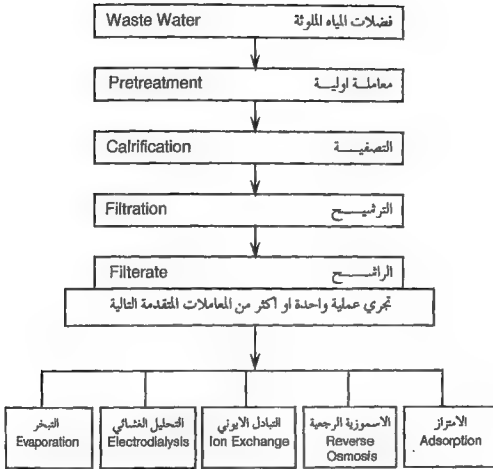 Waste Water فضلات المياه الملوثة
Pretreatment معاملة اولية
Calrification التصفية
Filtration الترشيح
Filterate الراشح
تجري عملية واحدة او اكثر من المعاملات المتقدمة التالية
التبخر
Evaporation
التحليل الغشائي
Electrodialysis
التبادل الايوني
Ion Exchange
الاسموزية الرجعية
Reverse
Osmosis
الامتزاز
Adsorption